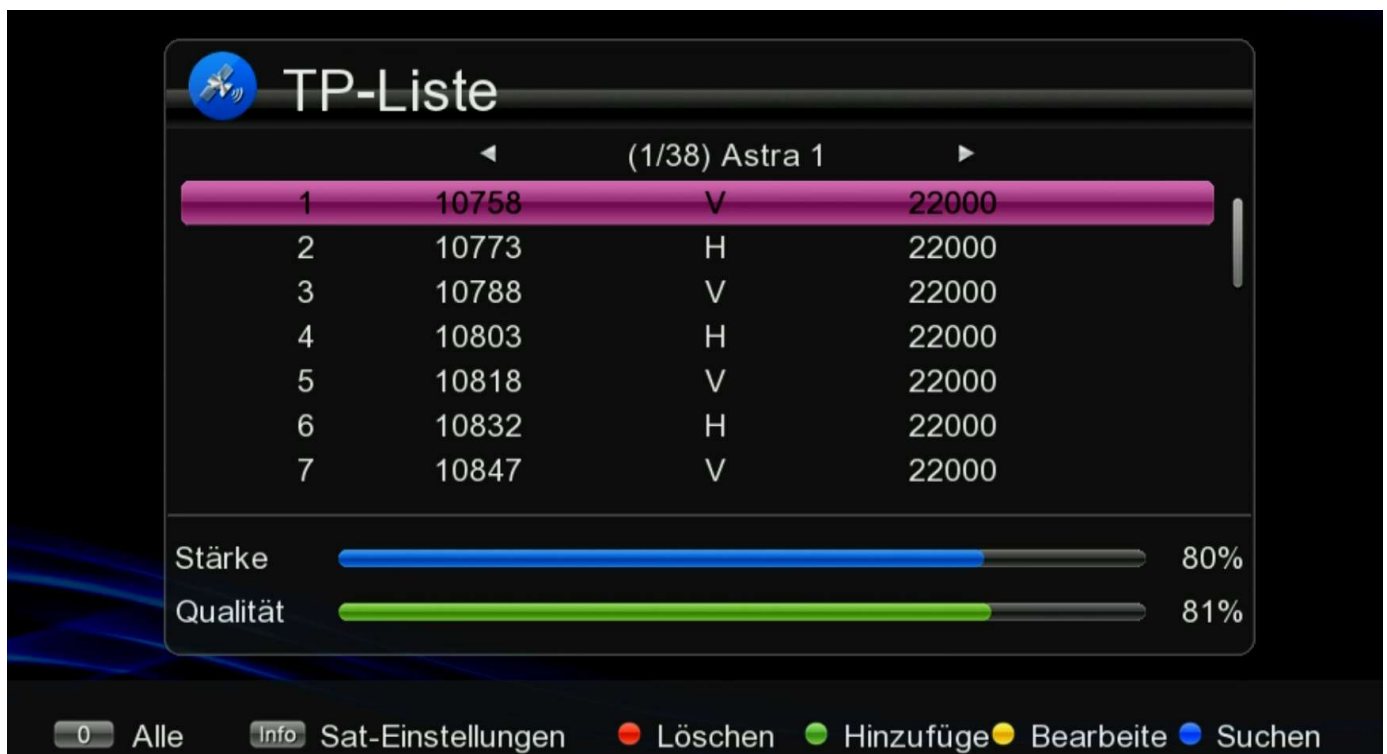 TP-Liste
(1/38) Astra 1
1 10758 V 22000
2 10773 H 22000
3 10788 V 22000
4 10803 H 22000
5 10818 V 22000
6 10832 H 22000
7 10847 V 22000
Stärke 80%
Qualität 81%
0 Alle Info Sat-Einstellungen Löschen Hinzufüge Bearbeite Suchen